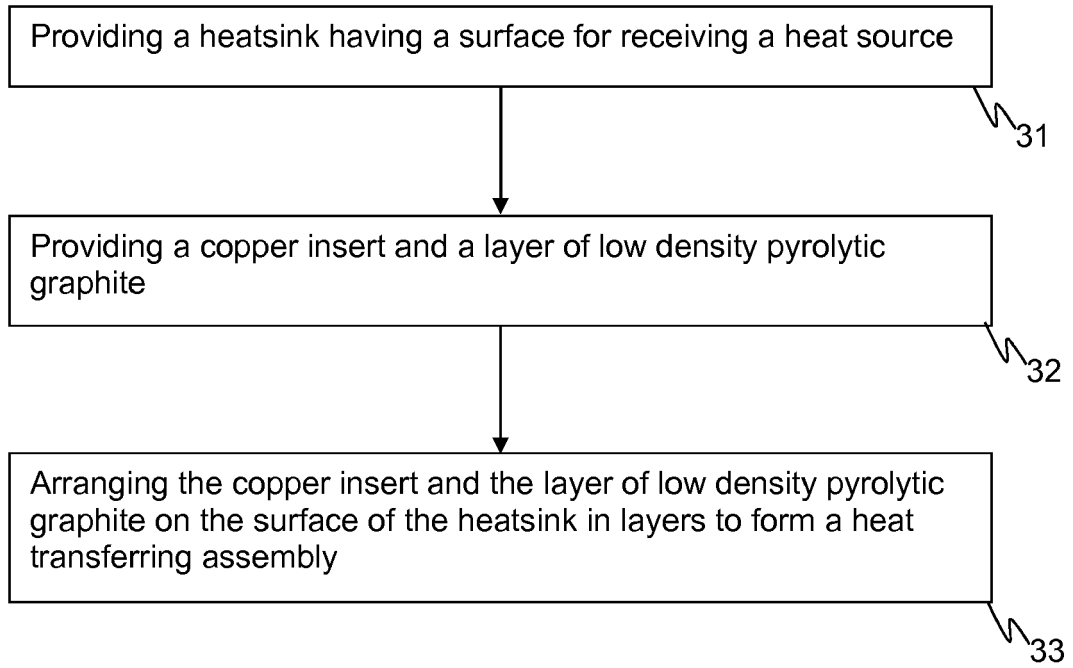 Providing a heatsink having a surface for receiving a heat source
31
Providing a copper insert and a layer of low density pyrolytic
graphite
32
Arranging the copper insert and the layer of low density pyrolytic
graphite on the surface of the heatsink in layers to form a heat
transferring assembly
33